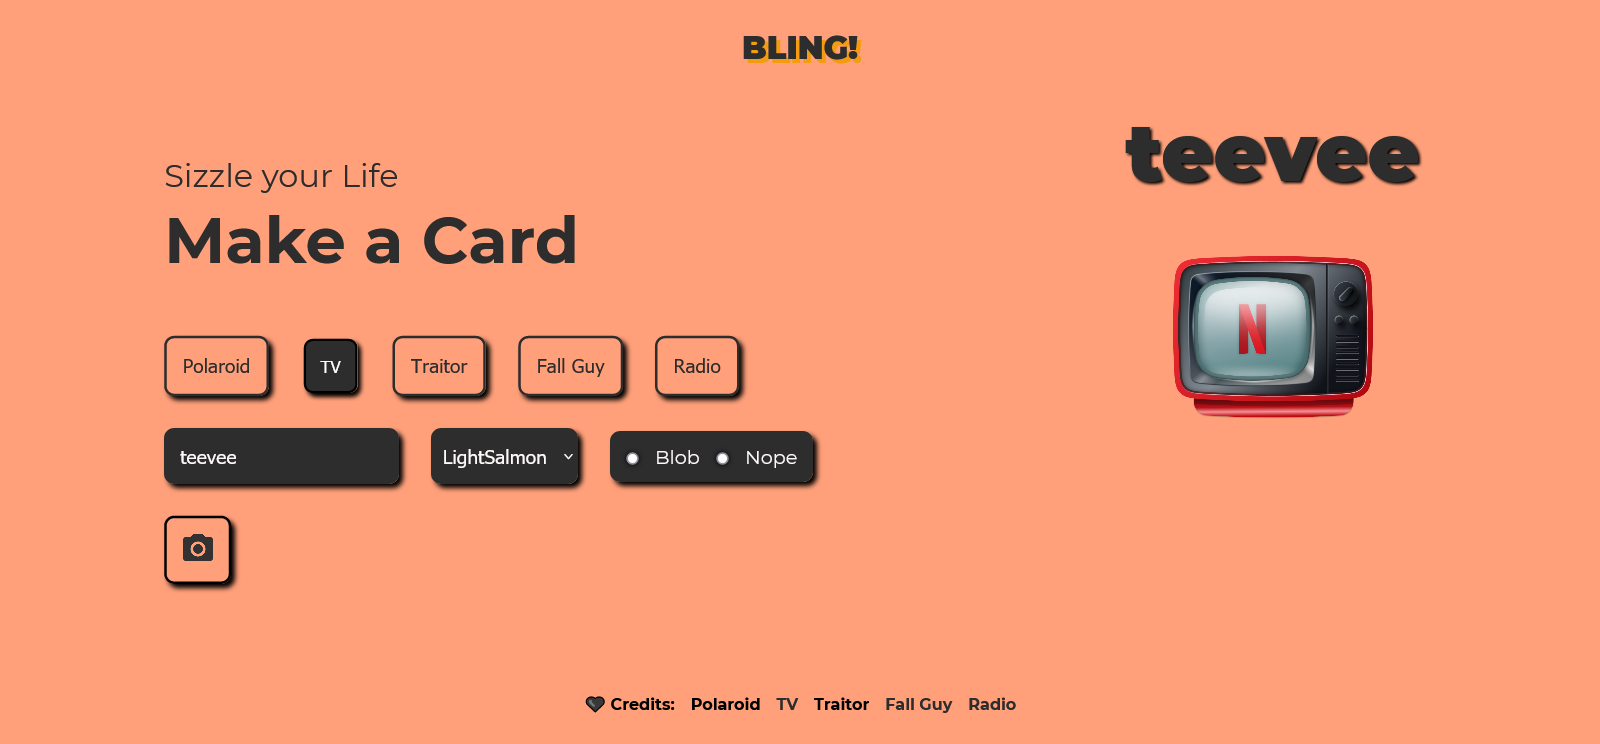 BLING!
teevee
Sizzle your Life
Make a Card
Polaroid TV Traitor Fall Guy Radio
N
teevee LightSalmon Blob Nope
Credits: Polaroid TV Traitor Fall Guy Radio